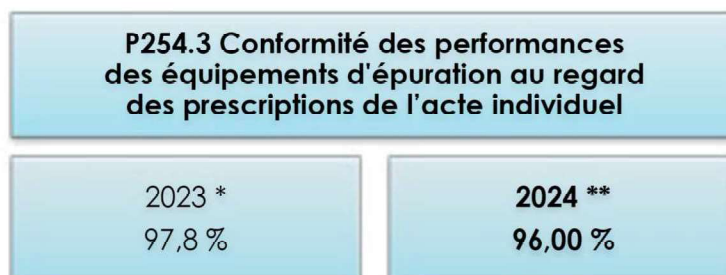 P254.3 Conformité des performances
des équipements d'épuration au regard
des prescriptions de l'acte individuel
2023 *
97,8 %
2024 **
96,00 %